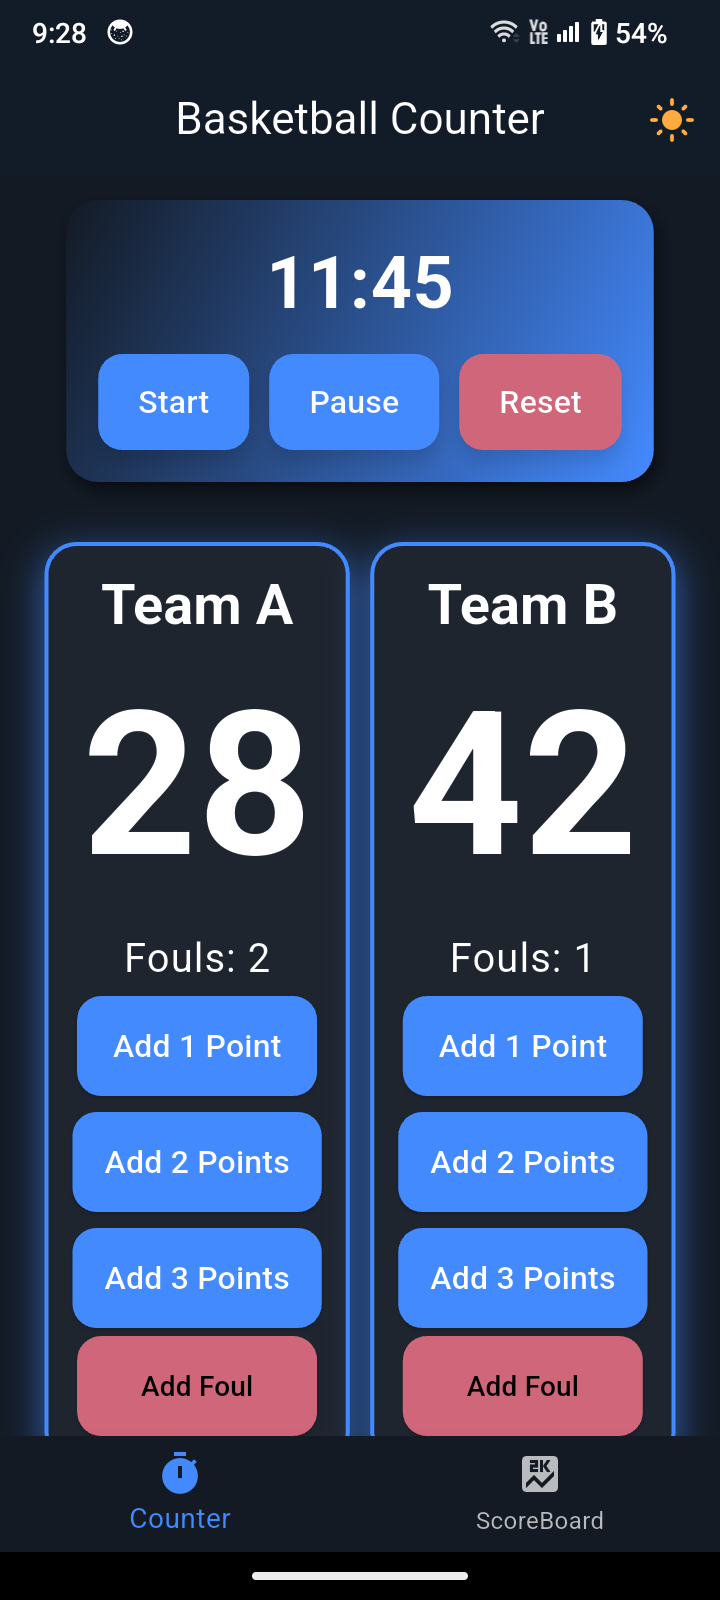 9:28 Vo LTE 54%
Basketball Counter
11:45
Start Pause Reset
Team A Team B
28 42
Fouls: 2 Fouls: 1
Add 1 Point Add 1 Point
Add 2 Points Add 2 Points
Add 3 Points Add 3 Points
Add Foul Add Foul
2K
Counter ScoreBoard